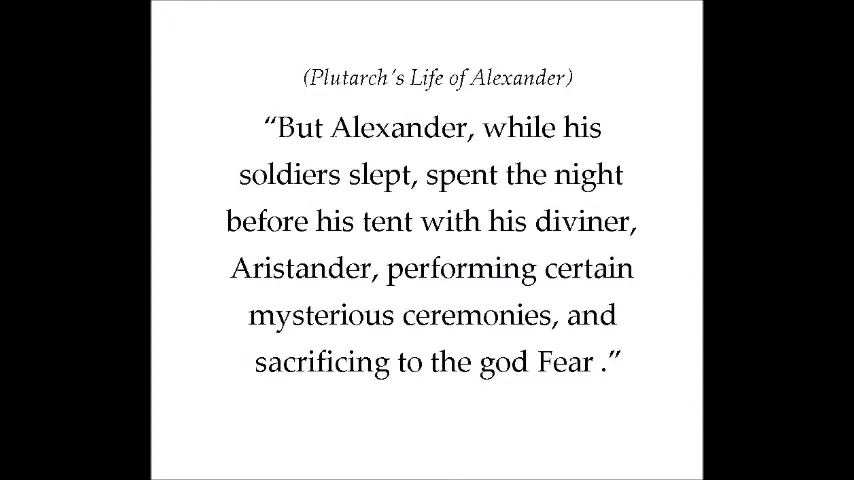 (Plutarch's Life of Alexander)
“But Alexander, while his
soldiers slept, spent the night
before his tent with his diviner,
Aristander, performing certain
mysterious ceremonies, and
sacrificing to the god Fear .”